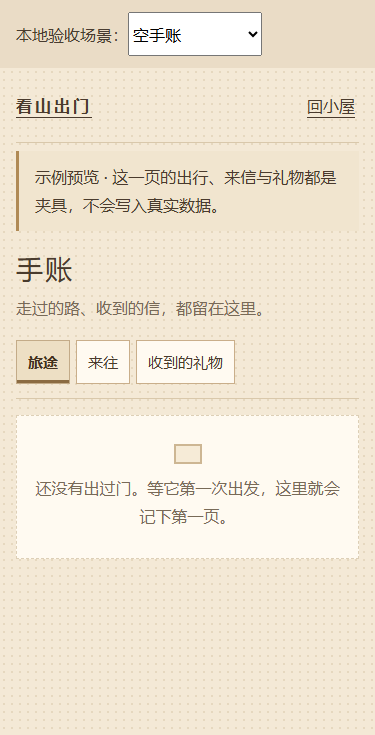 本地验收场景：
空手账
看山出门
回小屋
示例预览 · 这一页的出行、来信与礼物都是
夹具，不会写入真实数据。
手账
走过的路、收到的信，都留在这里。
旅途
来往
收到的礼物
还没有出过门。等它第一次出发，这里就会
记下第一页。